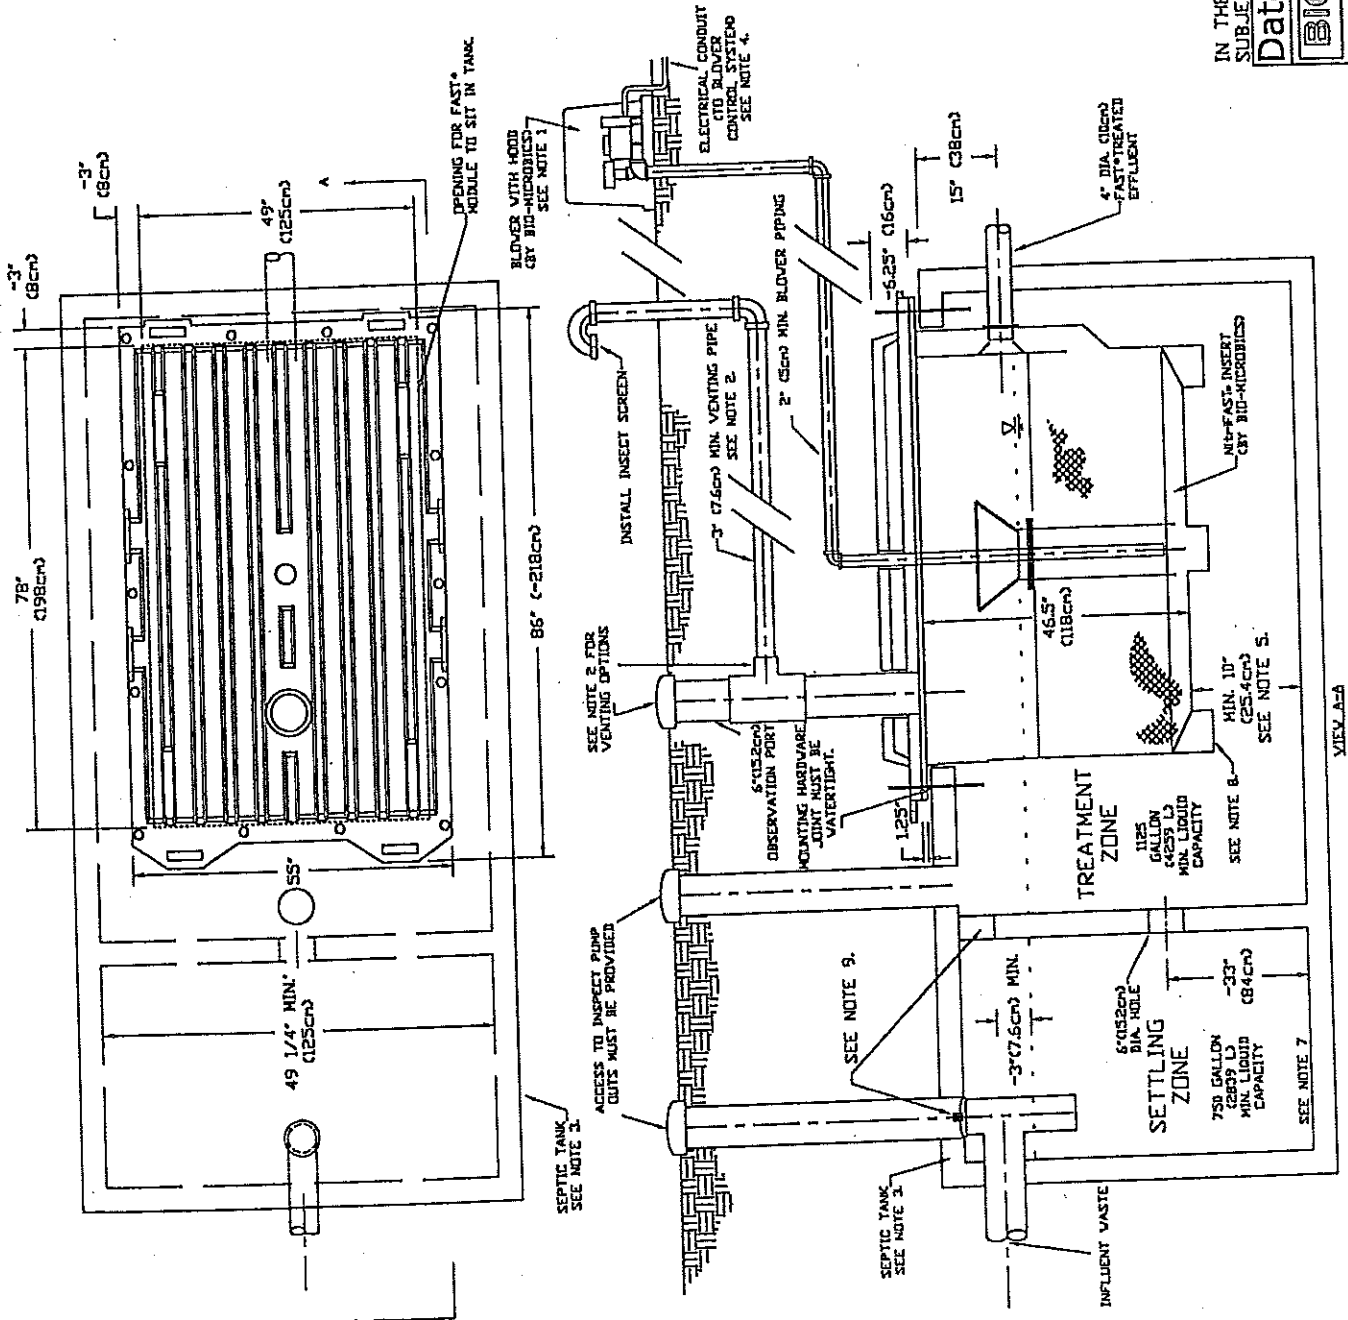 78"
(198cm)
~3"
(8cm)
~3"
(8cm)
49"
(125cm)
A
OPENING FOR FAST®
MODULE TO SIT IN TANK.
55"
49 1/4" MIN."
(125cm)
86" (~218cm)
SEPTIC TANK
SEE NOTE 3.
BLOWER WITH HOOD
(BY BIO-MICROBICS)
SEE NOTE 1
ELECTRICAL CONDUIT
(TO BLOWER
CONTROL SYSTEM)
SEE NOTE 4.
INSTALL INSECT SCREEN
SEE NOTE 2 FOR
VENTING OPTIONS
3" (7.6cm) MIN. VENTING PIPE
SEE NOTE 2.
2" (5cm) MIN. BLOWER PIPING
ACCESS TO INSPECT PUMP
OUTS MUST BE PROVIDED
6"(15.2cm)
OBSERVATION PORT
MOUNTING HARDWARE
JOINT MUST BE
WATERTIGHT.
1.25"
~6.25" (16cm)
15" (38cm)
4" DIA. (10cm)
FAST® TREATED
EFFLUENT
SEPTIC TANK
SEE NOTE 3.
SEE NOTE 9.
~3"(7.6cm) MIN.
46.5"
(118cm)
INFLUENT WASTE
SETTLING
ZONE
750 GALLON
(2839 L)
MIN. LIQUID
CAPACITY
SEE NOTE 7
6"(15.2cm)
DIA. HOLE
~33"
(84cm)
TREATMENT
ZONE
1125
GALLON
(4259 L)
MIN. LIQUID
CAPACITY
SEE NOTE 8.
MIN. 10"
(25.4cm)
SEE NOTE 5.
FAST® INSERT
(BY BIO-MICROBICS)
VIEW A-A
IN THE
SUBJE
Dat
BIO